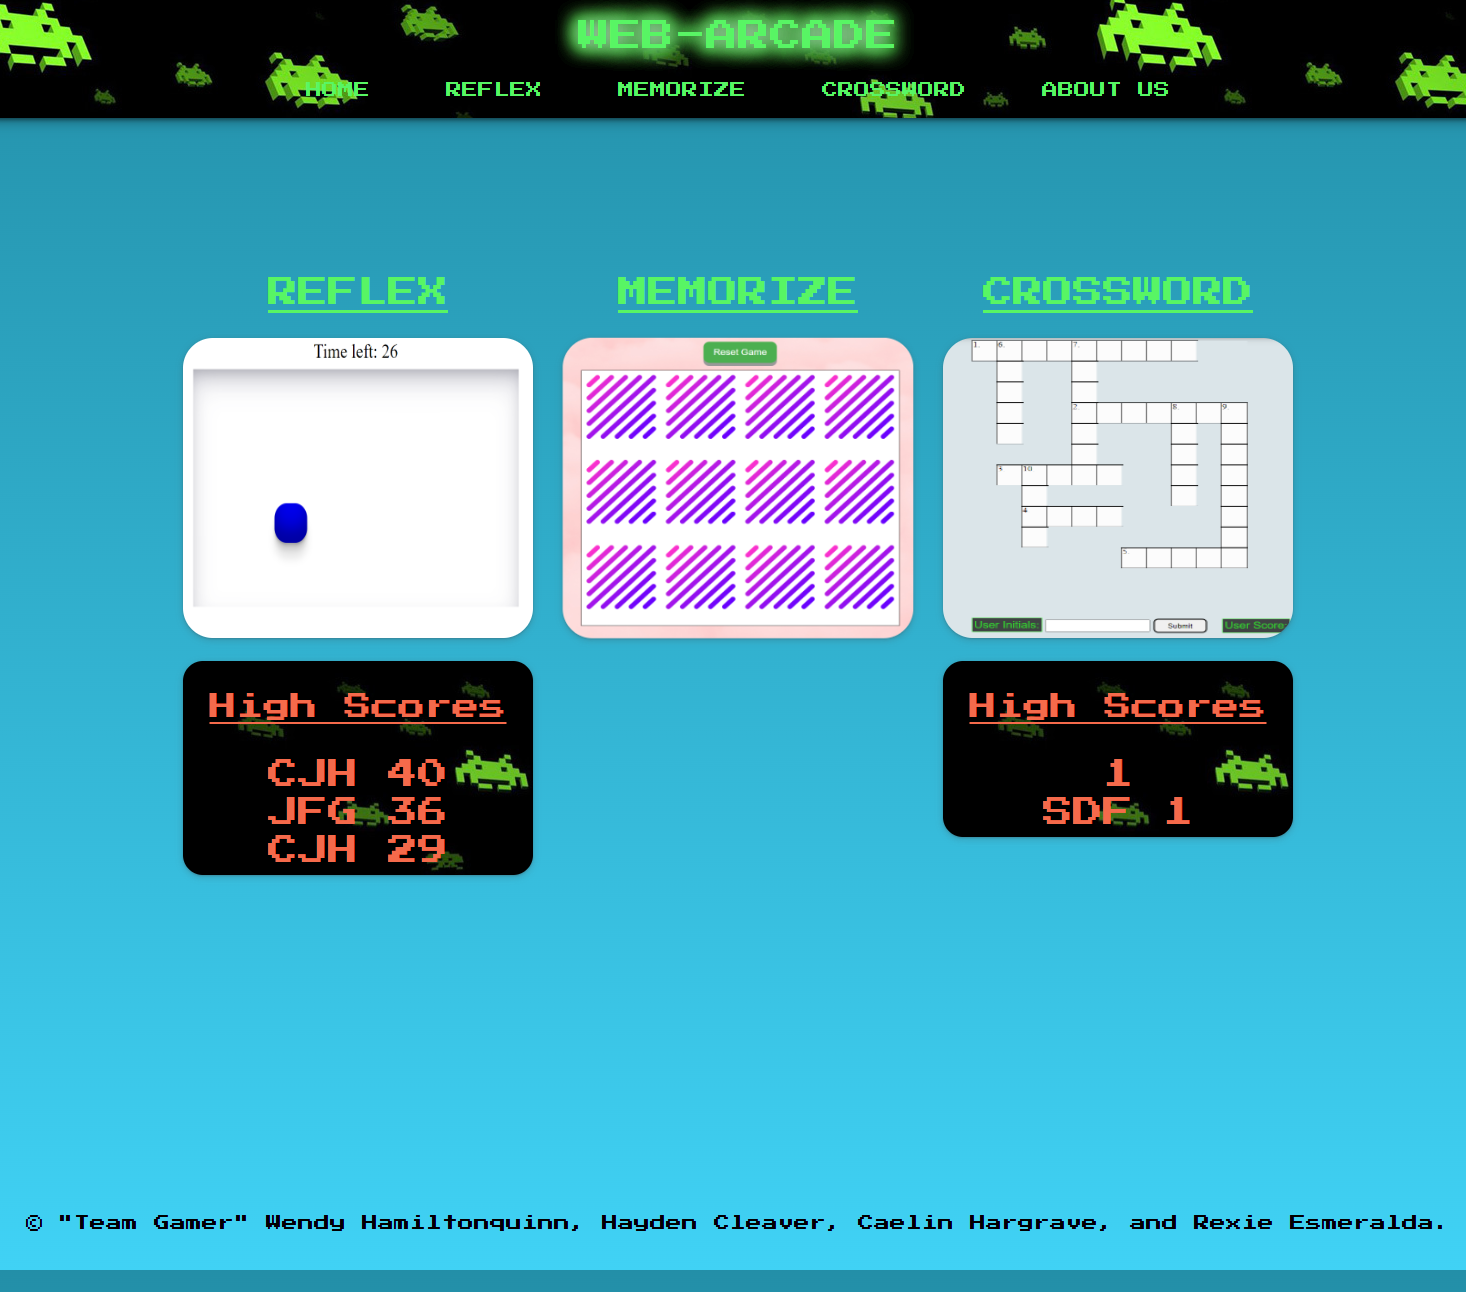 WEB-ARCADE
HOME REFLEX MEMORIZE CROSSWORD ABOUT US
REFLEX
Time left: 26
High Scores
CJH 40
JFG 36
CJH 29
MEMORIZE
Reset Game
CROSSWORD
1. 6. 7.
2. 8. 9.
3. 10.
4.
5.
User Initials: Submit User Score:
High Scores
1
SDF 1
© "Team Gamer" Wendy Hamiltonquinn, Hayden Cleaver, Caelin Hargrave, and Rexie Esmeralda.